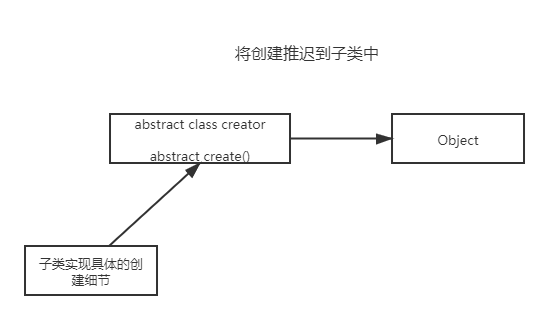 将创建推迟到子类中
abstract class creator
abstract create()
Object
子类实现具体的创
建细节